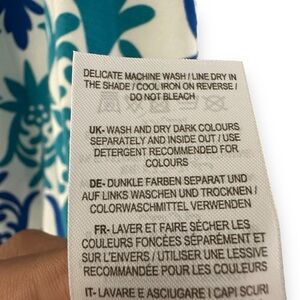 DELICATE MACHINE WASH / LINE DRY IN
THE SHADE / COOL IRON ON REVERSE /
DO NOT BLEACH
UK- WASH AND DRY DARK COLOURS
SEPARATELY AND INSIDE OUT / USE
DETERGENT RECOMMENDED FOR
COLOURS
DE- DUNKLE FARBEN SEPARAT UND
AUF LINKS WASCHEN UND TROCKNEN /
COLORWASCHMITTEL VERWENDEN
FR- LAVER ET FAIRE SÉCHER LES
COULEURS FONCÉES SÉPARÉMENT ET
SUR L'ENVERS / UTILISER UNE LESSIVE
RECOMMANDÉE POUR LES COULEURS
IT- LAVARE E ASCIUGARE I CAPI SCURI